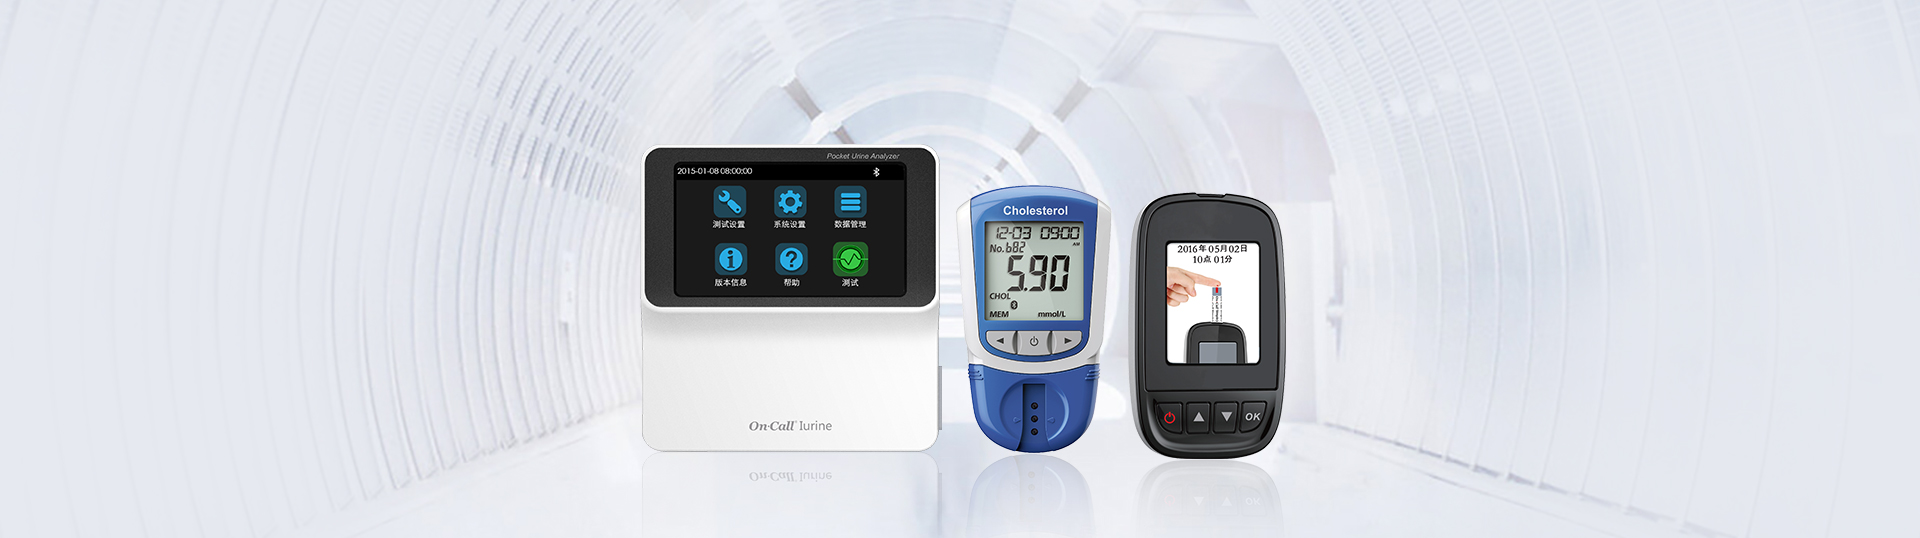 Pocket Urine Analyzer
2015-01-08 08:00:00
测试设置 系统设置 数据管理
版本信息 帮助 测试
On·Call Iurine
Cholesterol
12-03 09:00
AM
No.b82
5.90
CHOL
MEM mmol/L
2016年05月02日
10点01分
OK